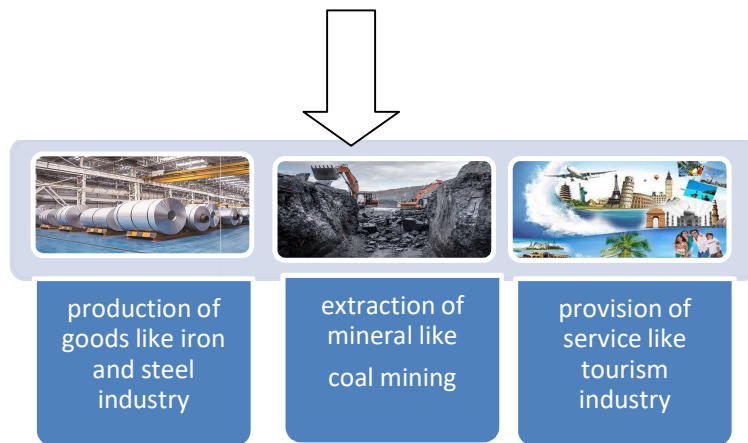 production of
goods like iron
and steel
industry
extraction of
mineral like
coal mining
provision of
service like
tourism
industry